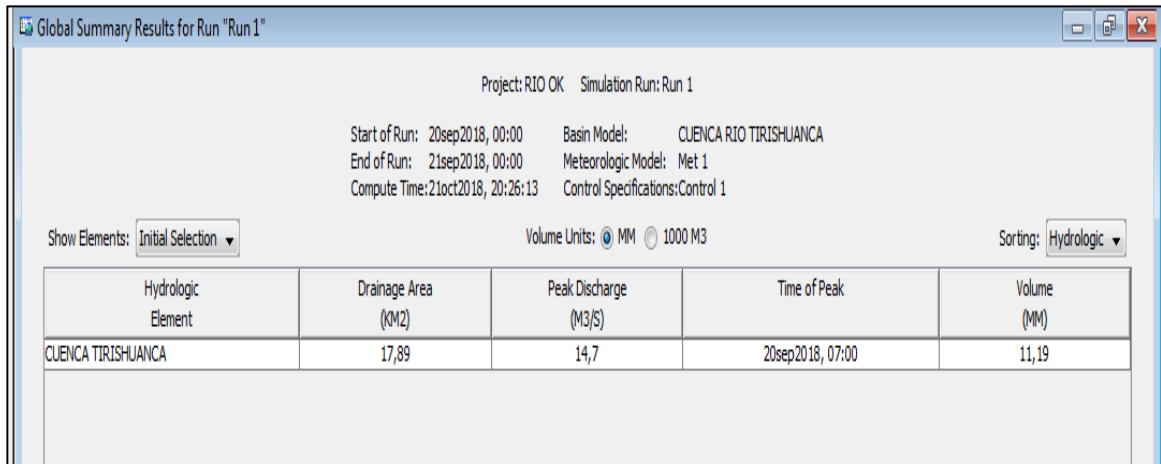 Global Summary Results for Run "Run 1"
Project: RIO OK Simulation Run: Run 1
Start of Run: 20sep2018, 00:00 Basin Model: CUENCA RIO TIRISHUANCA
End of Run: 21sep2018, 00:00 Meteorologic Model: Met 1
Compute Time:21oct2018, 20:26:13 Control Specifications:Control 1
Show Elements: Initial Selection Volume Units: MM 1000 M3 Sorting: Hydrologic
Hydrologic Drainage Area Peak Discharge Time of Peak Volume
Element (KM2) (M3/S) (MM)
CUENCA TIRISHUANCA 17,89 14,7 20sep2018, 07:00 11,19